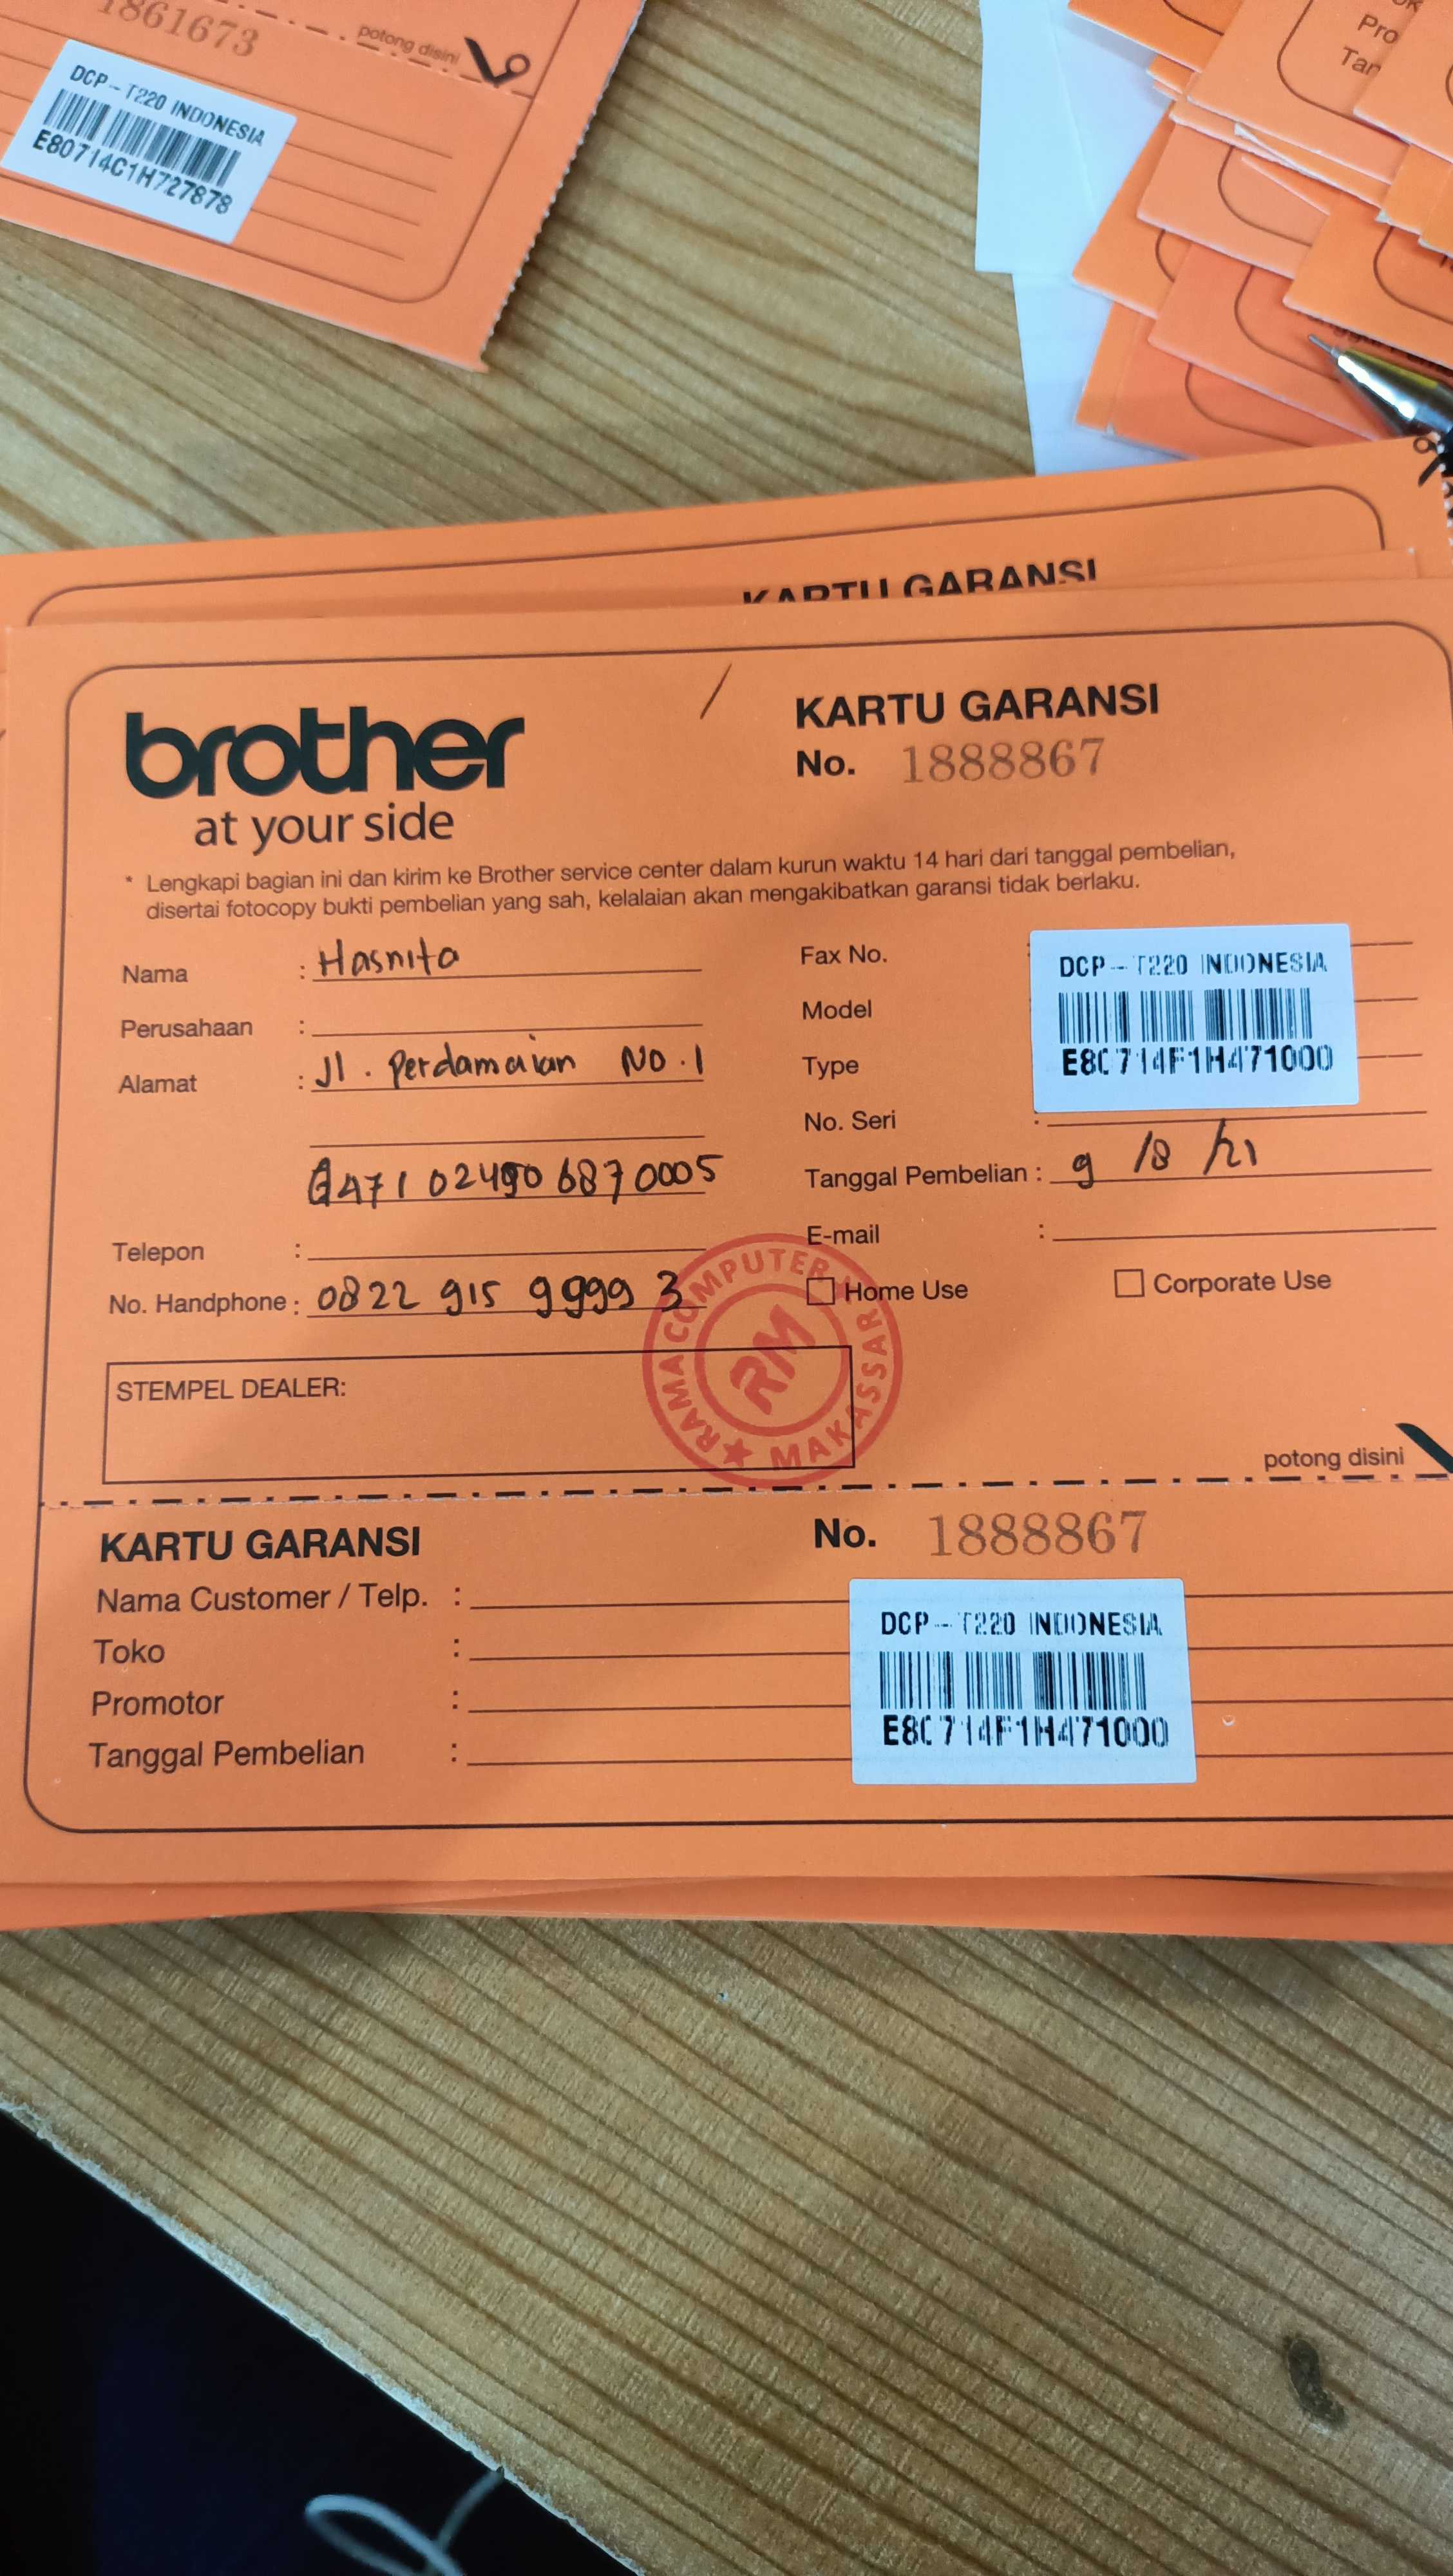 1861673
potong disini
DCP-T220 INDONESIA
E80714C1H727878
Pro
KARTU GARANSI
brother
at your side
KARTU GARANSI
No. 1888867
* Lengkapi bagian ini dan kirim ke Brother service center dalam kurun waktu 14 hari dari tanggal pembelian,
disertai fotocopy bukti pembelian yang sah, kelalaian akan mengakibatkan garansi tidak berlaku.
Nama : Hasnita
Perusahaan :
Alamat : Jl. Perdamaian NO.1
Telepon :
No. Handphone : 0822 915 9999 3
Fax No.
Model
Type
No. Seri :
DCP-T220 INDONESIA
E80714F1H471000
Tanggal Pembelian : 9 /8 /21
E-mail :
Home Use Corporate Use
STEMPEL DEALER:
RAMA COMPUTER
RM
MAKASSAR
potong disini
KARTU GARANSI No. 1888867
Nama Customer / Telp. :
Toko :
Promotor :
Tanggal Pembelian :
DCP-T220 INDONESIA
E80714F1H471000